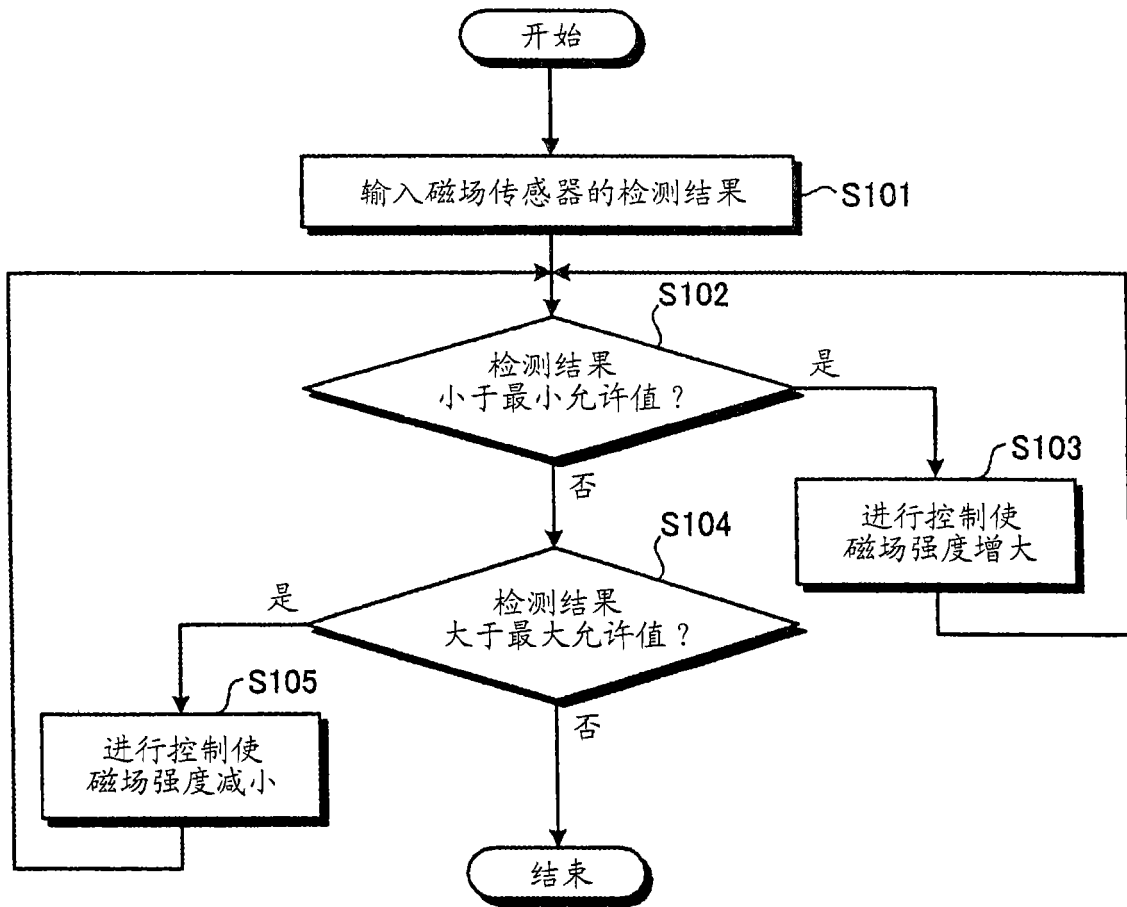 开始
输入磁场传感器的检测结果
S101
S102
检测结果
小于最小允许值？
是
S103
进行控制使
磁场强度增大
否
S104
检测结果
大于最大允许值？
是
S105
进行控制使
磁场强度减小
否
结束